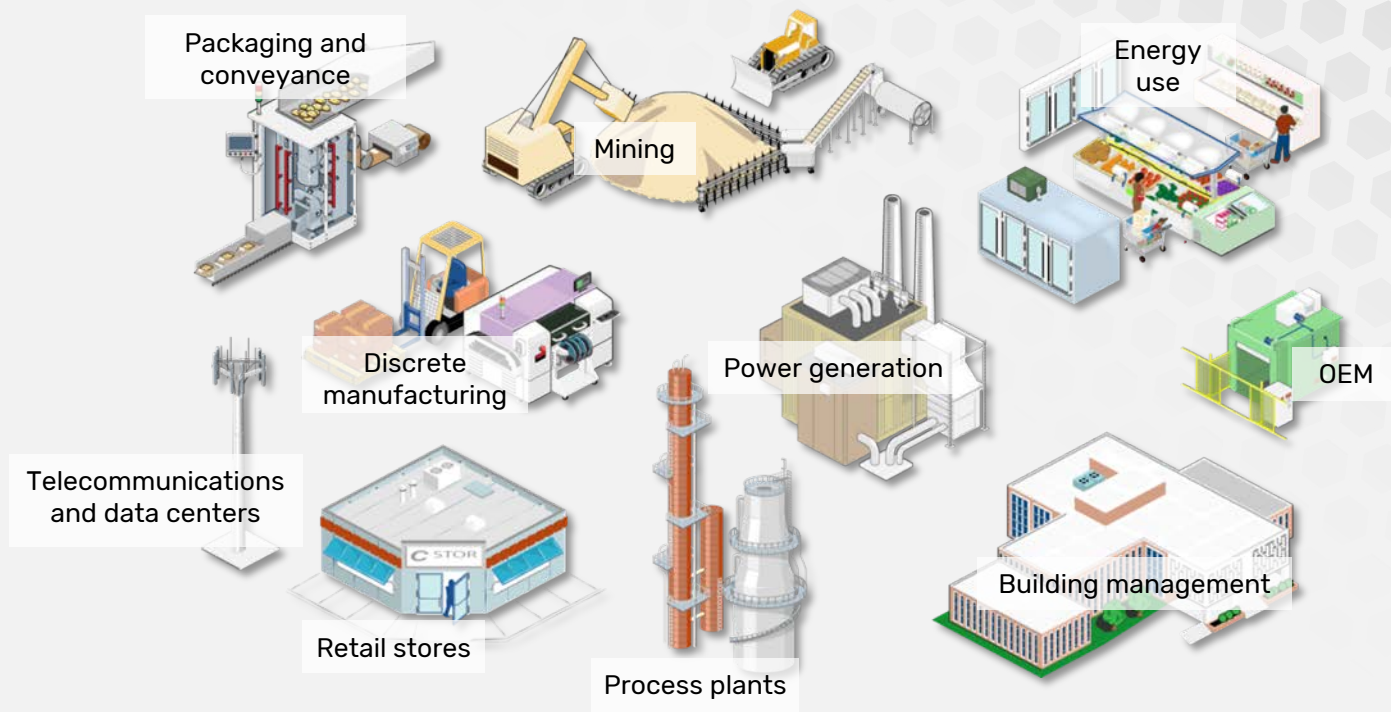 Packaging and
conveyance
Mining
Energy
use
Discrete
manufacturing
Power generation
OEM
Telecommunications
and data centers
C STOR
Building management
Retail stores
Process plants